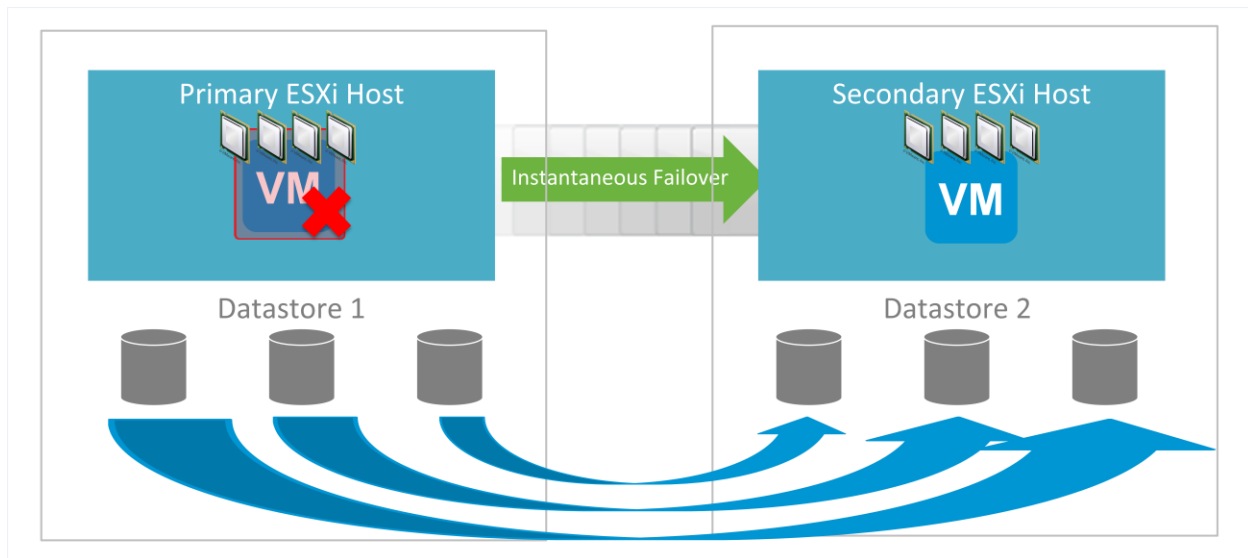 Primary ESXi Host
VM
Instantaneous Failover
Secondary ESXi Host
VM
Datastore 1
Datastore 2